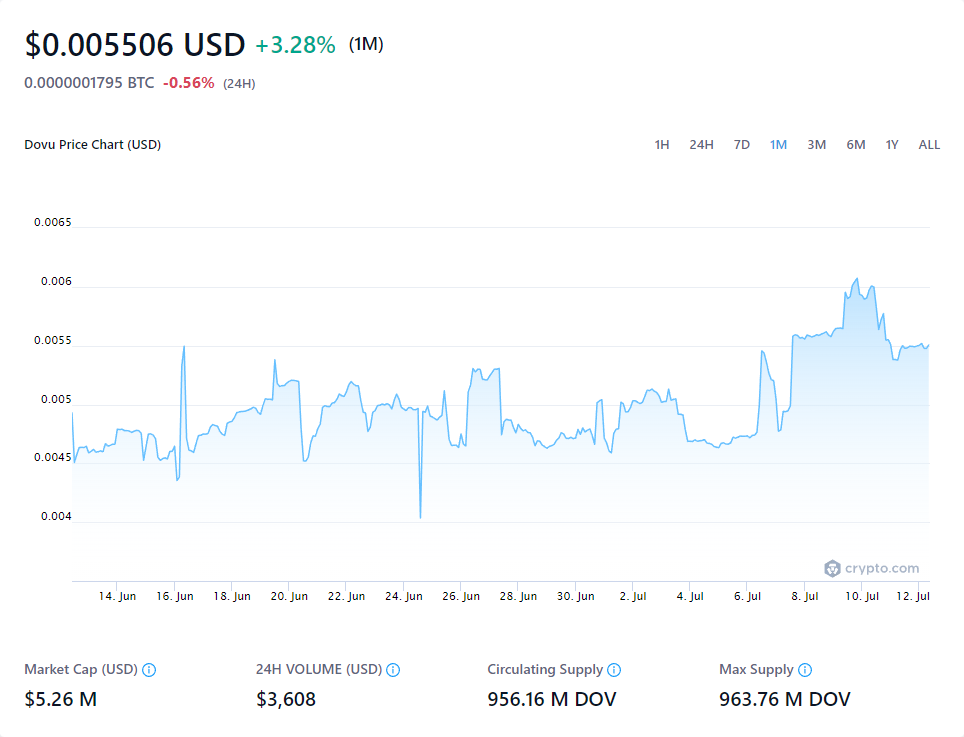 $0.005506 USD +3.28% (1M)
0.0000001795 BTC -0.56% (24H)
Dovu Price Chart (USD) 1H 24H 7D 1M 3M 6M 1Y ALL
0.0065
0.006
0.0055
0.005
0.0045
0.004
crypto.com
14. Jun 16. Jun 18. Jun 20. Jun 22. Jun 24. Jun 26. Jun 28. Jun 30. Jun 2. Jul 4. Jul 6. Jul 8. Jul 10. Jul 12. Jul
Market Cap (USD) 24H VOLUME (USD) Circulating Supply Max Supply
$5.26 M $3,608 956.16 M DOV 963.76 M DOV